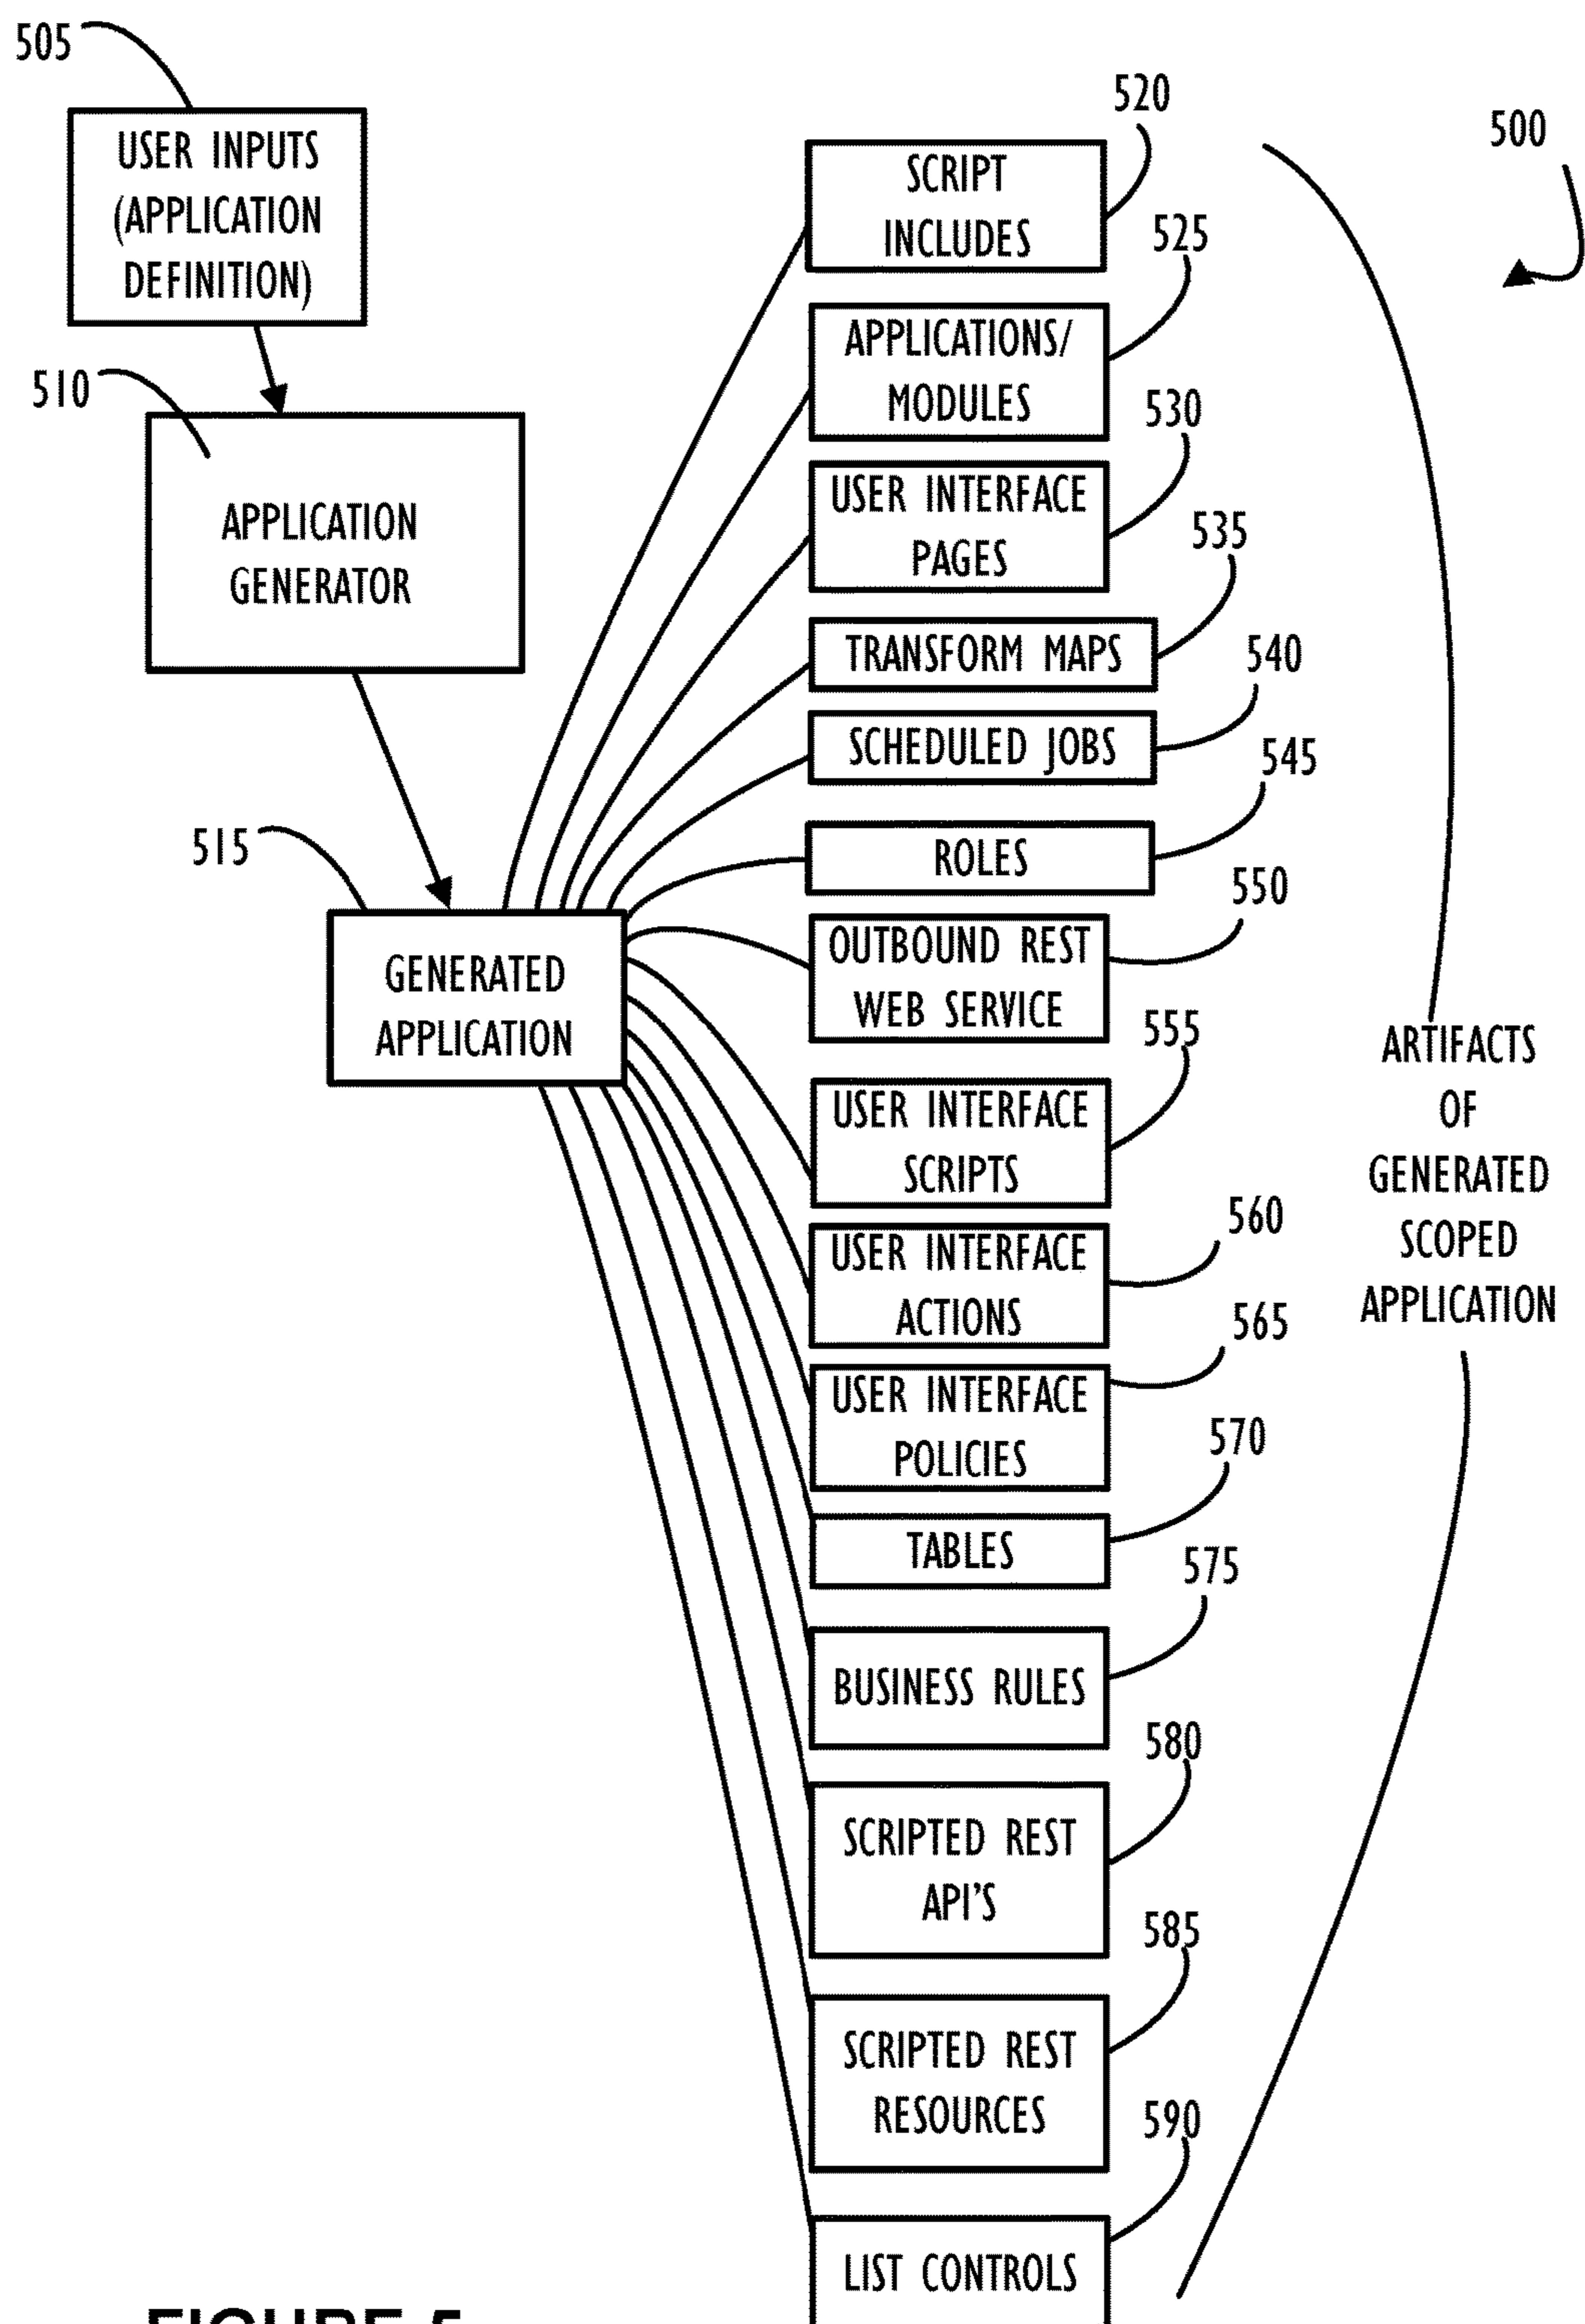 505
USER INPUTS
(APPLICATION
DEFINITION)
510
APPLICATION
GENERATOR
515
GENERATED
APPLICATION
520
SCRIPT
INCLUDES
525
APPLICATIONS/
MODULES
530
USER INTERFACE
PAGES
535
TRANSFORM MAPS
540
SCHEDULED JOBS
545
ROLES
550
OUTBOUND REST
WEB SERVICE
555
USER INTERFACE
SCRIPTS
560
USER INTERFACE
ACTIONS
565
USER INTERFACE
POLICIES
570
TABLES
575
BUSINESS RULES
580
SCRIPTED REST
API'S
585
SCRIPTED REST
RESOURCES
590
LIST CONTROLS
500
ARTIFACTS
OF
GENERATED
SCOPED
APPLICATION
FIGURE 5